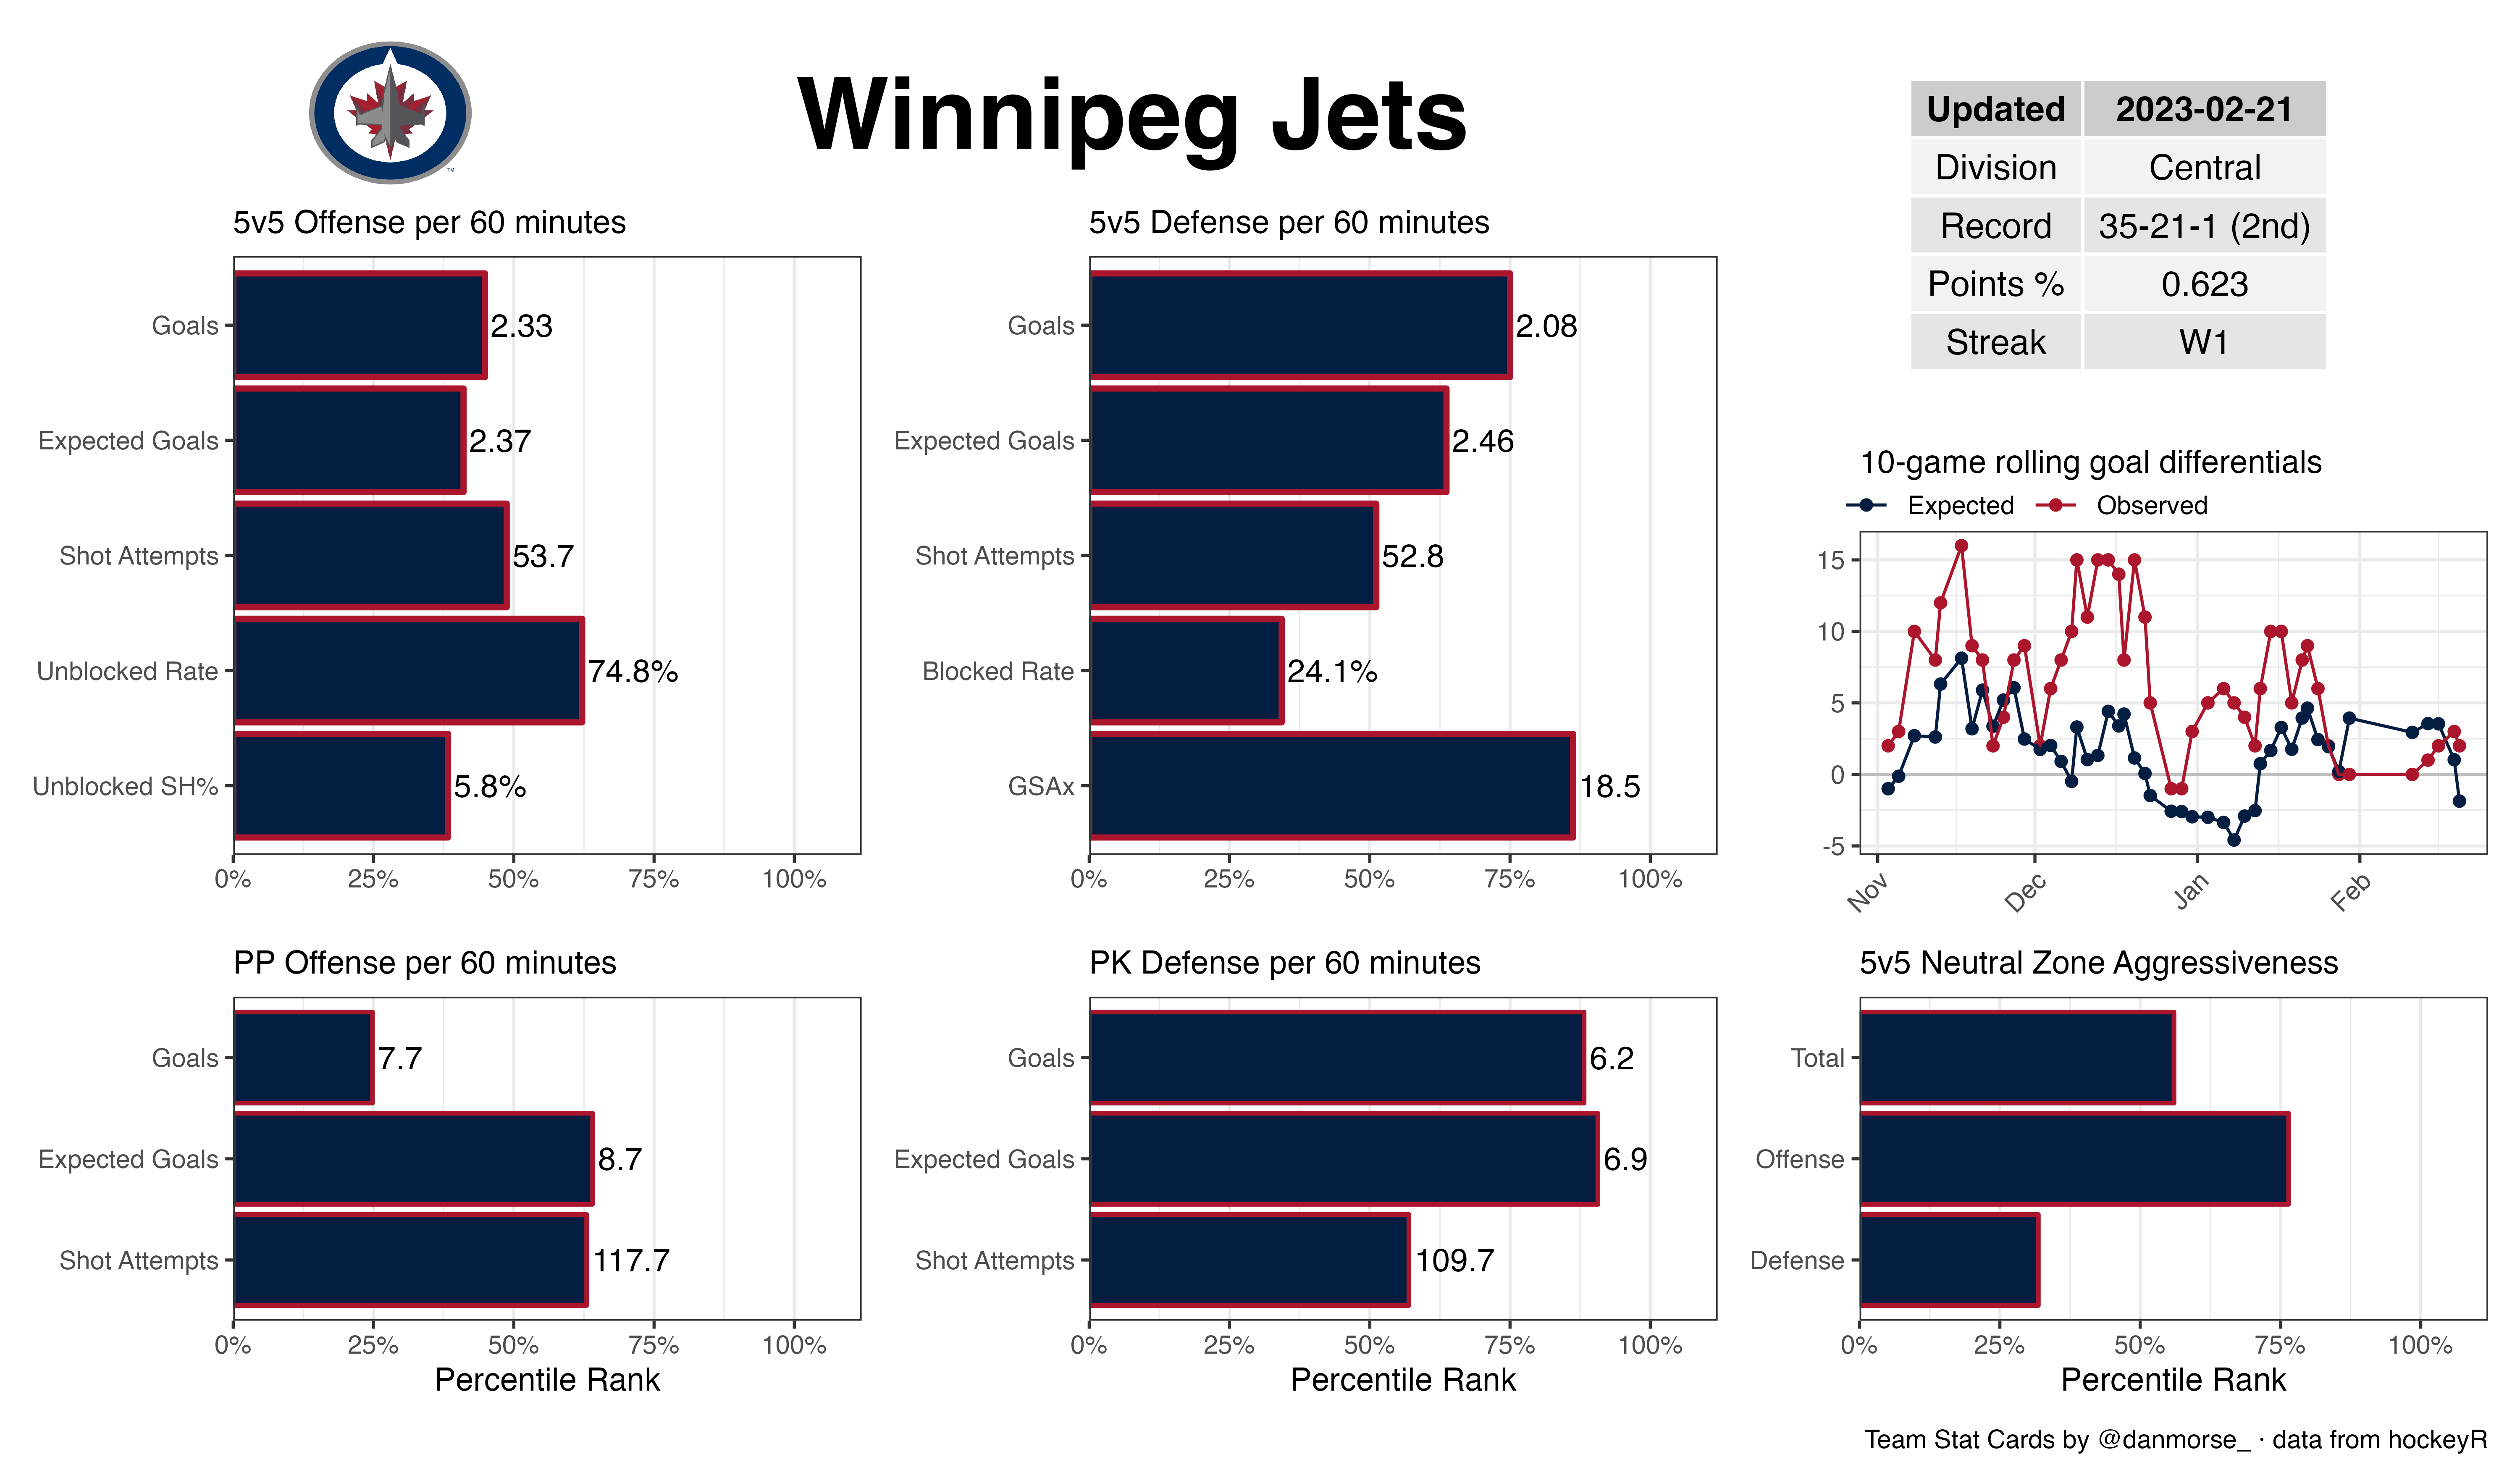 Winnipeg Jets
TM
Updated 2023-02-21
Division Central
Record 35-21-1 (2nd)
Points % 0.623
Streak W1
5v5 Offense per 60 minutes
Goals 2.33
Expected Goals 2.37
Shot Attempts 53.7
Unblocked Rate 74.8%
Unblocked SH% 5.8%
0% 25% 50% 75% 100%
5v5 Defense per 60 minutes
Goals 2.08
Expected Goals 2.46
Shot Attempts 52.8
Blocked Rate 24.1%
GSAx 18.5
0% 25% 50% 75% 100%
10-game rolling goal differentials
Expected Observed
15
10
5
0
-5
Nov Dec Jan Feb
PP Offense per 60 minutes
Goals 7.7
Expected Goals 8.7
Shot Attempts 117.7
0% 25% 50% 75% 100%
Percentile Rank
PK Defense per 60 minutes
Goals 6.2
Expected Goals 6.9
Shot Attempts 109.7
0% 25% 50% 75% 100%
Percentile Rank
5v5 Neutral Zone Aggressiveness
Total
Offense
Defense
0% 25% 50% 75% 100%
Percentile Rank
Team Stat Cards by @danmorse_ · data from hockeyR